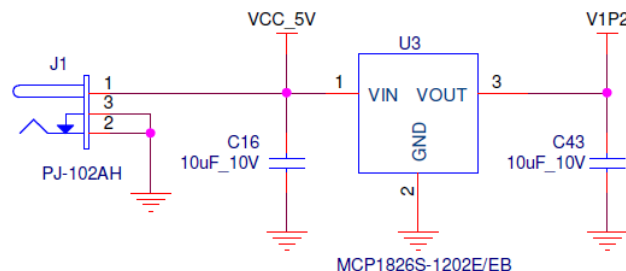 VCC_5V
V1P2
U3
J1
1
3
2
PJ-102AH
C16
10uF_10V
1
VIN
VOUT
GND
3
2
C43
10uF_10V
MCP1826S-1202E/EB